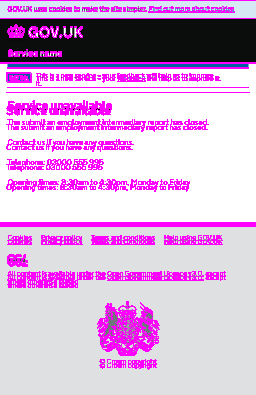 GOV.UK uses cookies to make the site simpler. Find out more about cookies
GOV.UK
Service name
This is a new service – your feedback will help us to improve
it.
Service unavailable
The submit an employment intermediary report has closed.
Contact us if you have any questions.
Telephone: 03000 555 995
Opening times: 8:30am to 4:30pm, Monday to Friday
Cookies Privacy policy Terms and conditions Help using GOV.UK
OGL
All content is available under the Open Government Licence v3.0, except
where otherwise stated
© Crown copyright